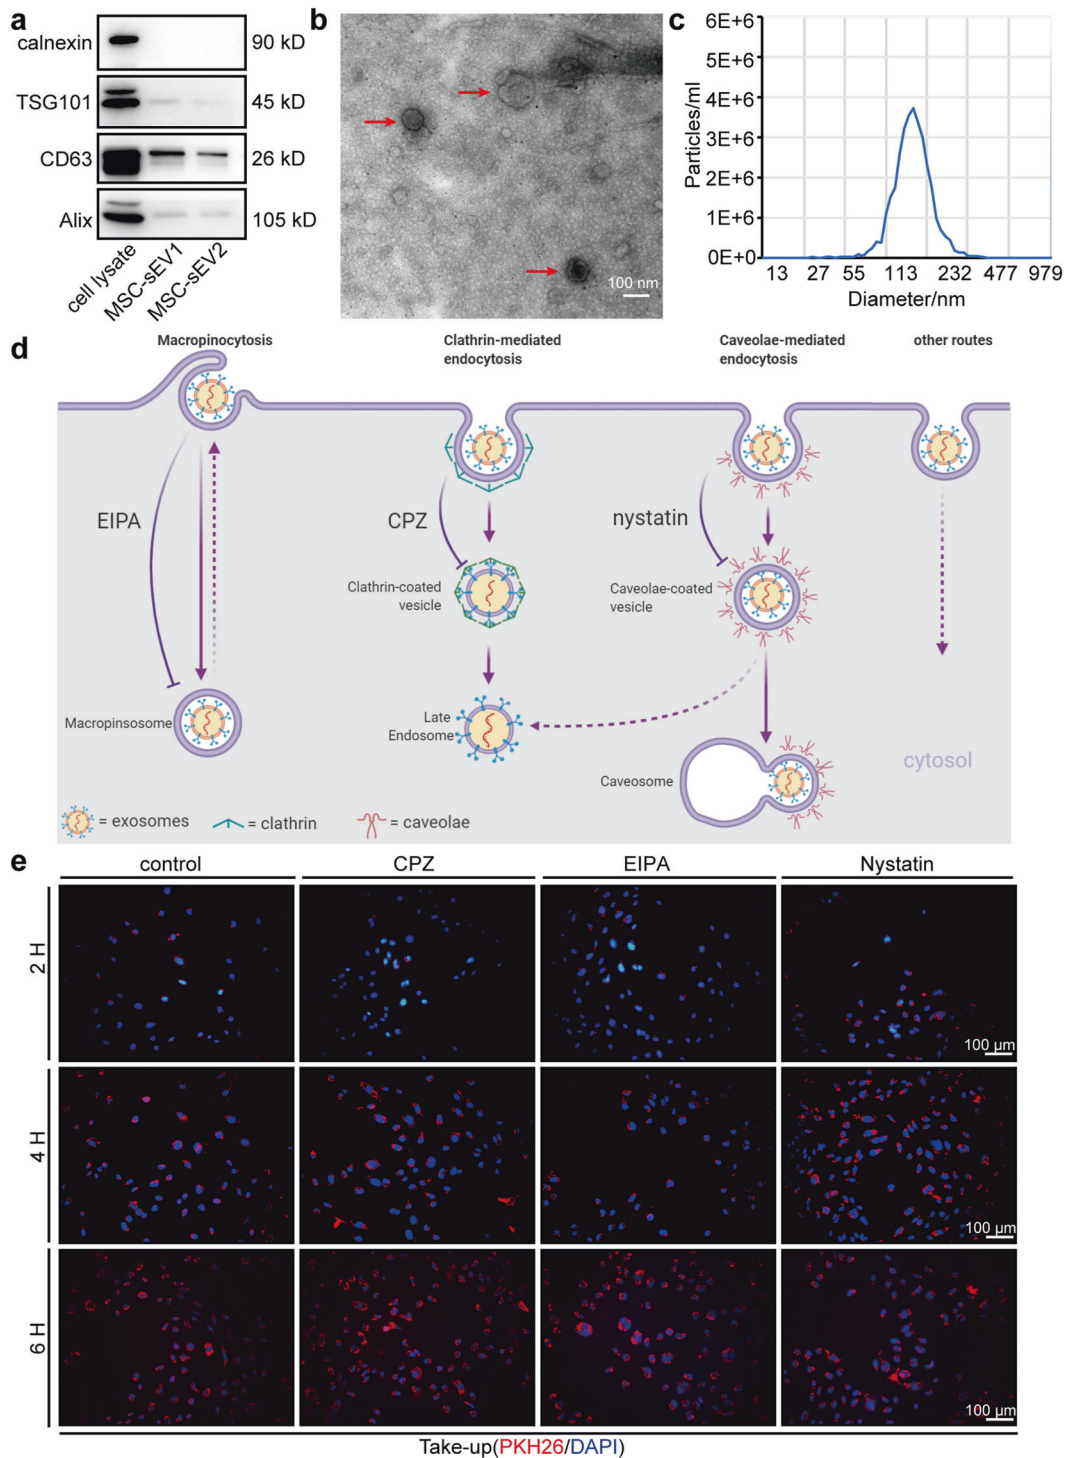 a
calnexin
90 kD
TSG101
45 kD
CD63
26 kD
Alix
105 kD
cell lysate
MSC-sEV1
MSC-sEV2
b
100 nm
c
6E+6
5E+6
4E+6
3E+6
2E+6
1E+6
0E+0
Particles/ml
13 27 55 113 232 477 979
Diameter/nm
d
Macropinocytosis
Clathrin-mediated
endocytosis
Caveolae-mediated
endocytosis
other routes
EIPA
CPZ
nystatin
Clathrin-coated
vesicle
Caveolae-coated
vesicle
Macropinsosome
Late
Endosome
Caveosome
cytosol
= exosomes
= clathrin
= caveolae
e
control
CPZ
EIPA
Nystatin
2 H
100 µm
4 H
100 µm
6 H
100 µm
Take-up(PKH26/DAPI)